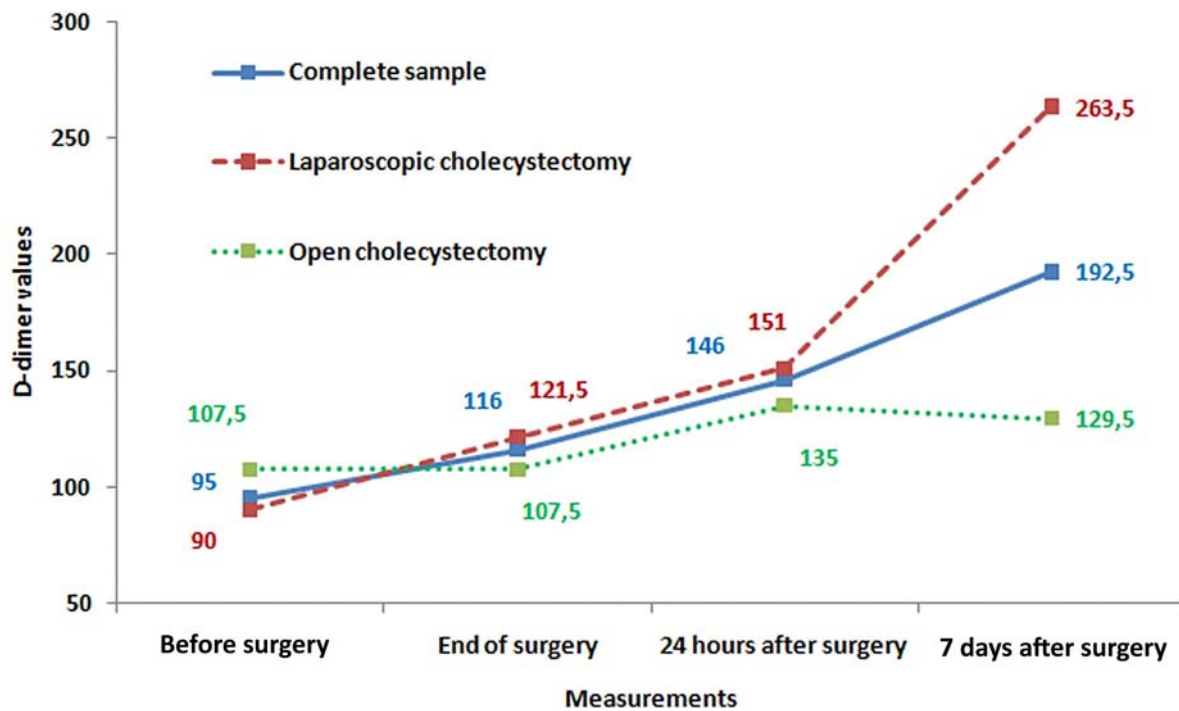 300
250
200
150
100
50
D-dimer values
Complete sample
Laparoscopic cholecystectomy
Open cholecystectomy
107,5
95
90
116
121,5
107,5
146
151
135
263,5
192,5
129,5
Before surgery
End of surgery
24 hours after surgery
7 days after surgery
Measurements